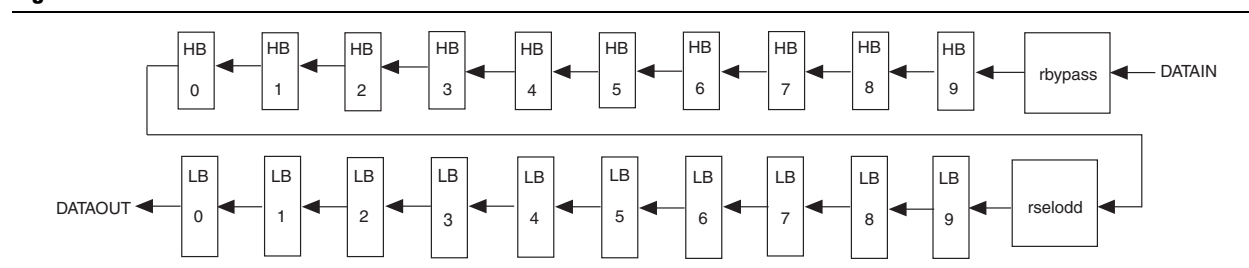 HB HB HB HB HB HB HB HB HB HB
0 1 2 3 4 5 6 7 8 9 rbypass DATAIN
LB LB LB LB LB LB LB LB LB LB
DATAOUT 0 1 2 3 4 5 6 7 8 9 rselodd